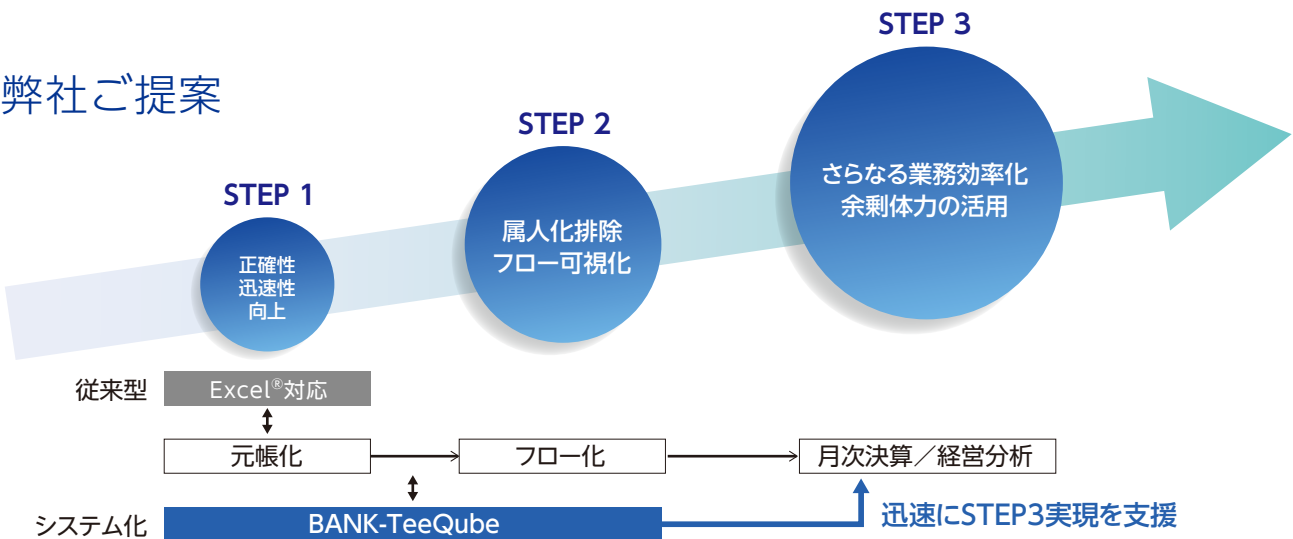 弊社ご提案
STEP 1
正確性
迅速性
向上
STEP 2
属人化排除
フロー可視化
STEP 3
さらなる業務効率化
余剰体力の活用
従来型
Excel®対応
元帳化
フロー化
月次決算／経営分析
システム化
BANK-TeeQube
迅速にSTEP3実現を支援